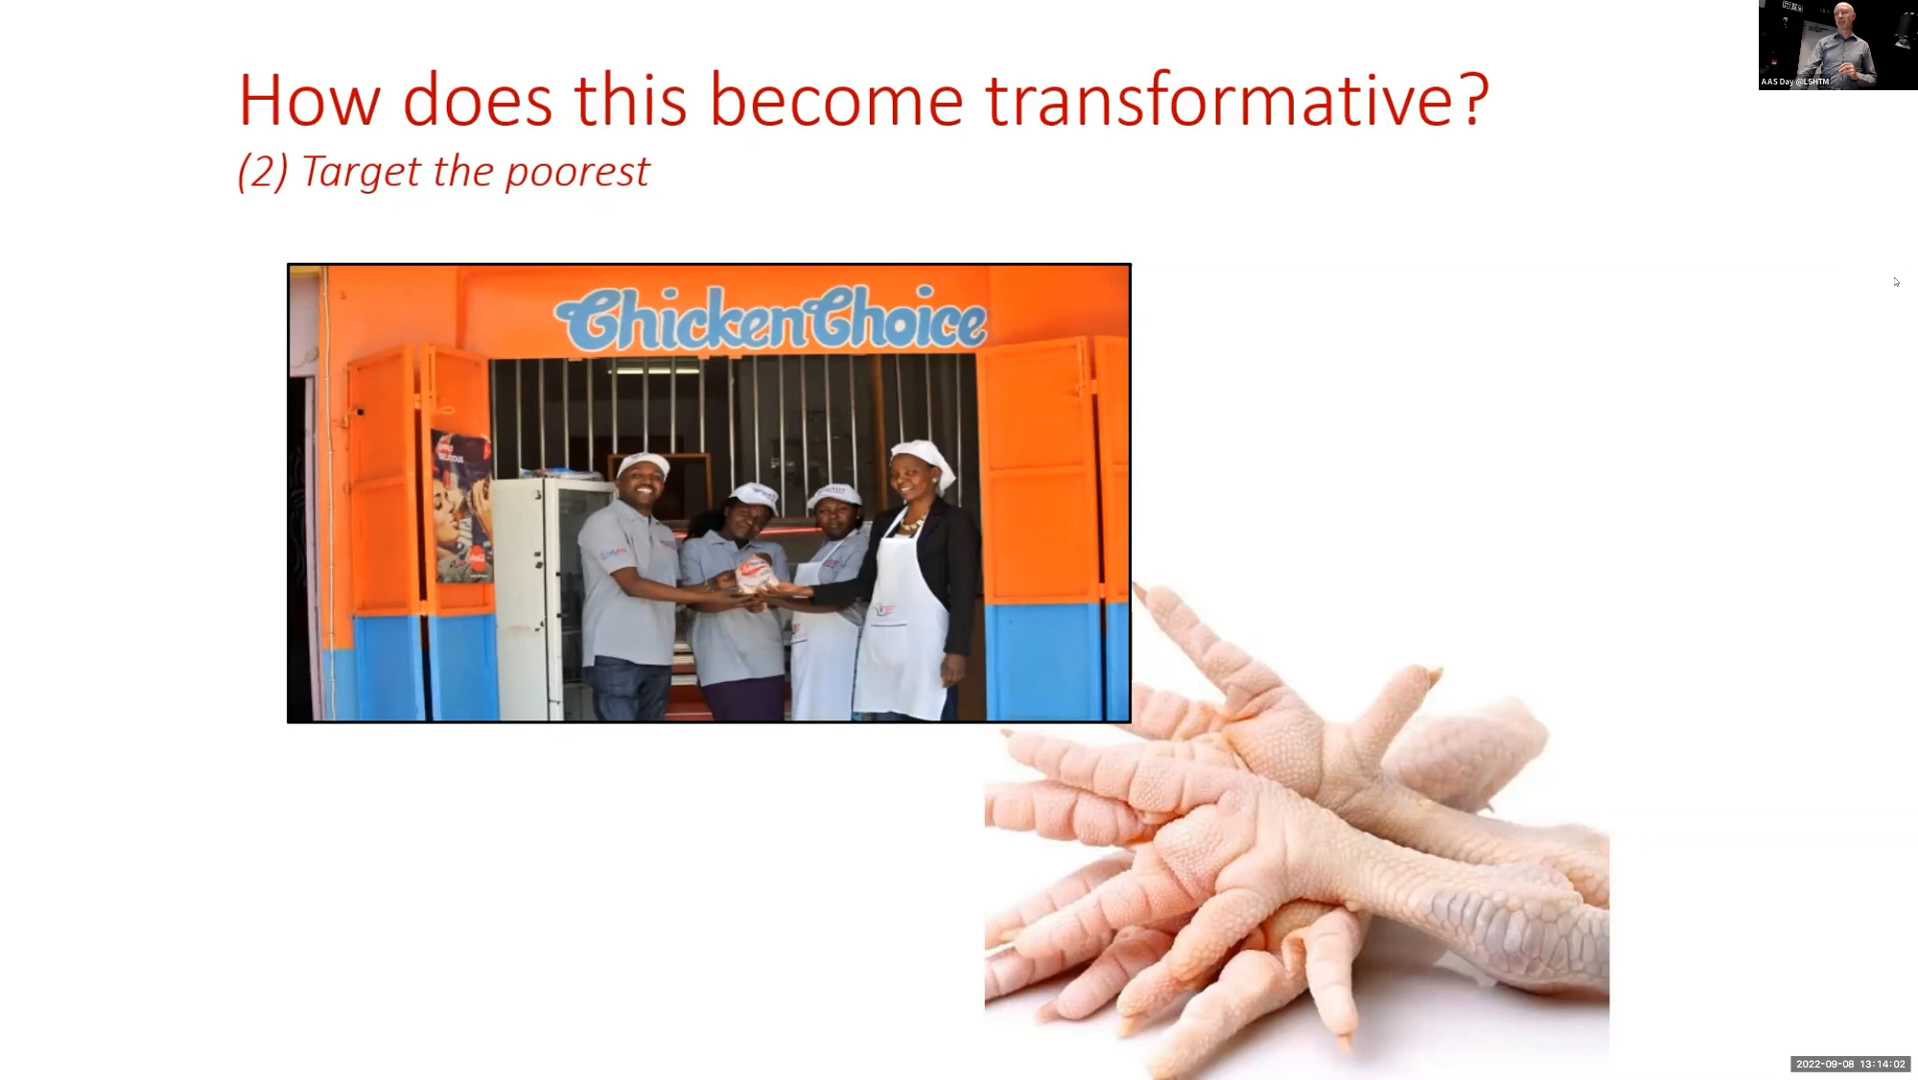 How does this become transformative?
(2) Target the poorest
ChickenChoice
AAS Day @LSHTM
2022-09-08 13:14:02